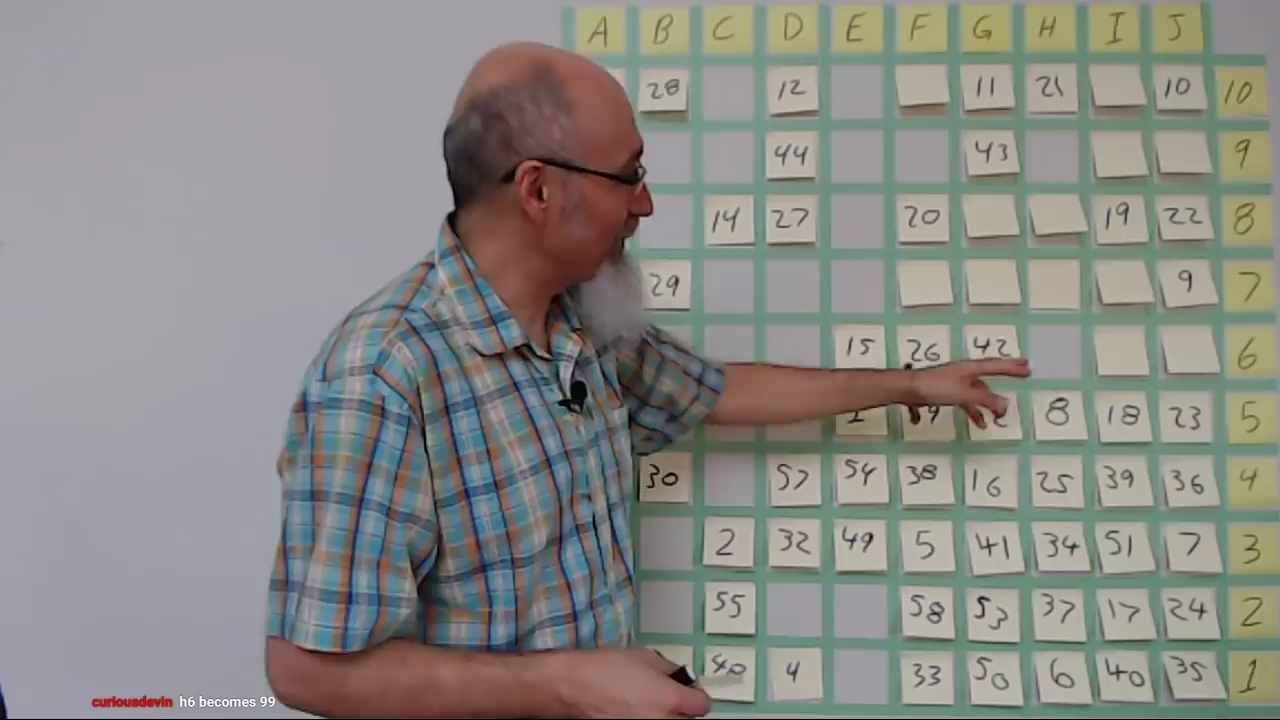 A B C D E F G H I J
28 12 11 21 10 10
44 43 9
14 27 20 19 22 8
29 9 7
15 26 42 6
8 18 23 5
30 57 54 38 16 25 39 36 4
2 32 49 5 41 34 51 7 3
55 58 53 37 17 24 2
40 4 33 50 6 40 35 1
curiousdevin h6 becomes 99